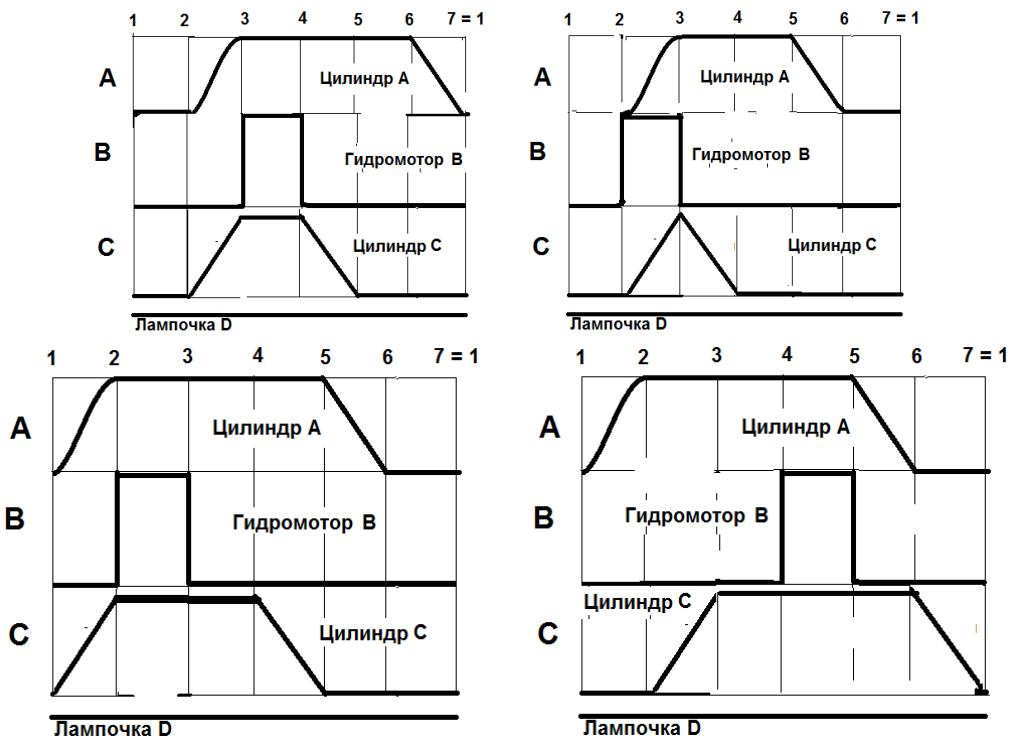 1 2 3 4 5 6 7 = 1
A
Цилиндр A
B
Гидромотор B
C
Цилиндр C
Лампочка D
1 2 3 4 5 6 7 = 1
A
Цилиндр A
B
Гидромотор B
C
Цилиндр C
Лампочка D
1 2 3 4 5 6 7 = 1
A
Цилиндр A
B
Гидромотор B
C
Цилиндр C
Лампочка D
1 2 3 4 5 6 7 = 1
A
Цилиндр A
B
Гидромотор B
Цилиндр C
C
Лампочка D